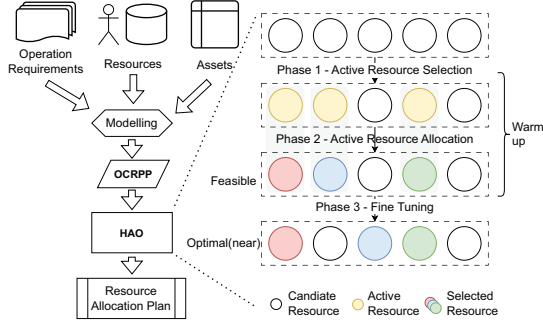 Operation
Requirements
Resources
Assets
Modelling
OCRPP
HAO
Resource
Allocation Plan
Phase 1 - Active Resource Selection
Phase 2 - Active Resource Allocation
Warm
up
Feasible
Phase 3 - Fine Tuning
Optimal(near)
Candiate
Resource
Active
Resource
Selected
Resource